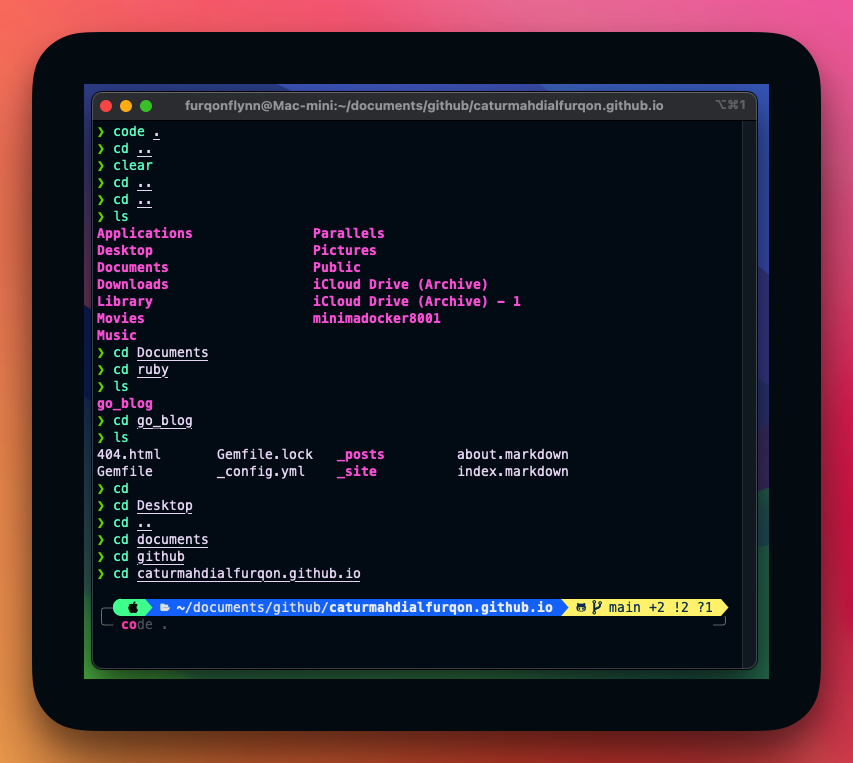 furqonflynn@Mac-mini:~/documents/github/caturmahdialfurqon.github.io ⌥⌘1
❯ code .
❯ cd ..
❯ clear
❯ cd ..
❯ cd ..
❯ ls
Applications Parallels
Desktop Pictures
Documents Public
Downloads iCloud Drive (Archive)
Library iCloud Drive (Archive) - 1
Movies minimadocker8001
Music
❯ cd Documents
❯ cd ruby
❯ ls
go_blog
❯ cd go_blog
❯ ls
404.html Gemfile.lock _posts about.markdown
Gemfile _config.yml _site index.markdown
❯ cd
❯ cd Desktop
❯ cd ..
❯ cd documents
❯ cd github
❯ cd caturmahdialfurqon.github.io
~/documents/github/caturmahdialfurqon.github.io main +2 !2 ?1
code .